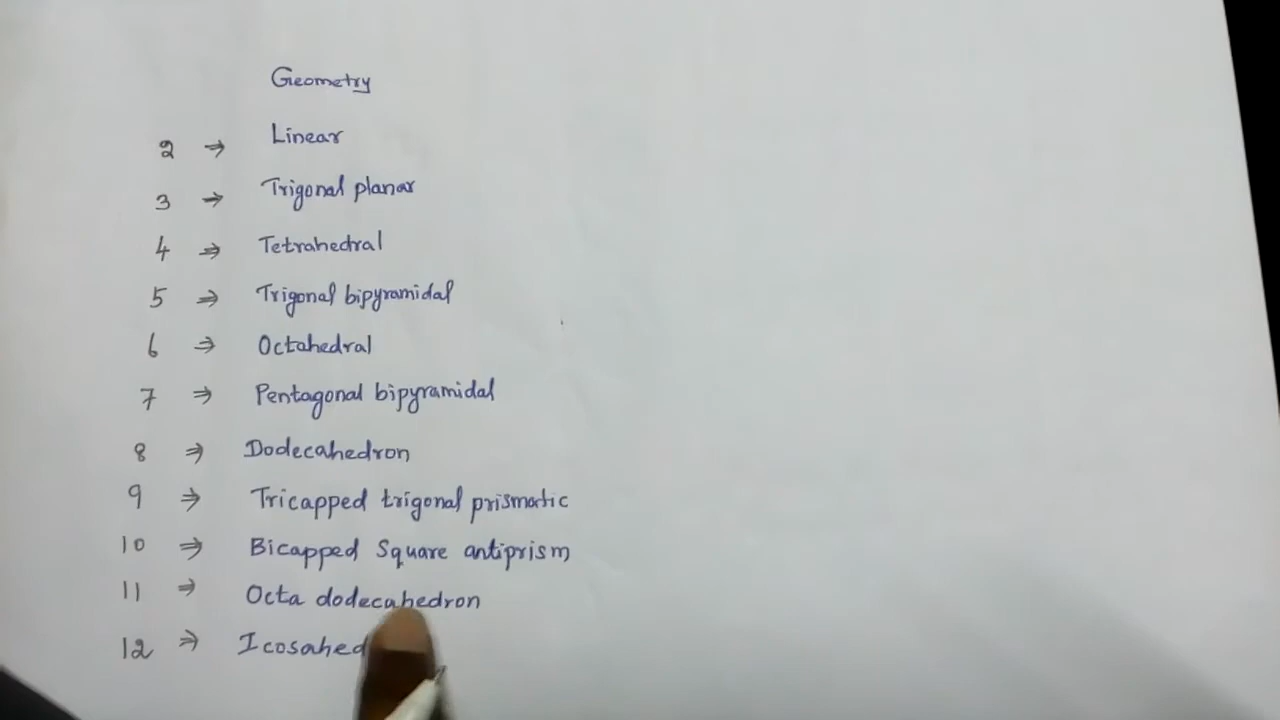 Geometry
2 ⇒ Linear
3 ⇒ Trigonal planar
4 ⇒ Tetrahedral
5 ⇒ Trigonal bipyramidal
6 ⇒ Octahedral
7 ⇒ Pentagonal bipyramidal
8 ⇒ Dodecahedron
9 ⇒ Tricapped trigonal prismatic
10 ⇒ Bicapped Square antiprism
11 ⇒ Octa dodecahedron
12 ⇒ Icosahed